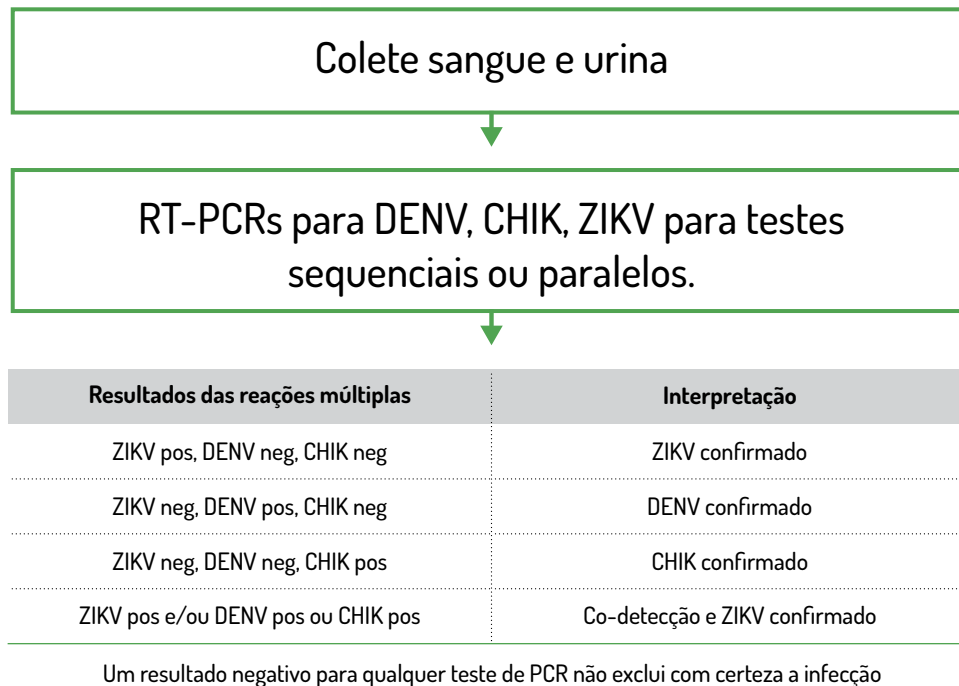 Colete sangue e urina
RT-PCRs para DENV, CHIK, ZIKV para testes
sequenciais ou paralelos.
Resultados das reações múltiplas Interpretação
ZIKV pos, DENV neg, CHIK neg ZIKV confirmado
ZIKV neg, DENV pos, CHIK neg DENV confirmado
ZIKV neg, DENV neg, CHIK pos CHIK confirmado
ZIKV pos e/ou DENV pos ou CHIK pos Co-detecção e ZIKV confirmado
Um resultado negativo para qualquer teste de PCR não exclui com certeza a infecção